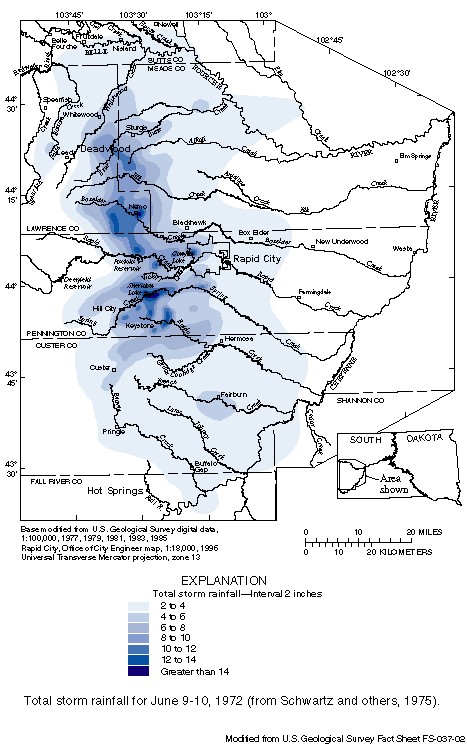 103°45' 103°30' 103°15' 103°
102°45'
102°30'
Newell
Fruitdale
Belle
Fourche
Nisland
BELLE
BUTTE CO
MEADE CO
44°
30'
Spearfish
Whitewood
Sturgis
Deadwood
Lead
Elk
RIVER
Elm Springs
44°
15'
Nemo
Boxelder
Blackhawk
Box Elder
Boxelder
New Underwood
RIVER
LAWRENCE CO
Rapid City
Wasta
Deerfield
Reservoir
Pactola
Reservoir
Canyon
Lake
Sheridan
Lake
44°
Farmingdale
Hill City
Spring
Keystone
PENNINGTON CO
CUSTER CO
Hermosa
43°
45'
Custer
CHEYENNE
Fairburn
SHANNON CO
Pringle
43°
30'
Buffalo
Gap
FALL RIVER CO
Hot Springs
SOUTH DAKOTA
Area
shown
Base modified from U.S. Geological Survey digital data,
1:100,000, 1977, 1979, 1981, 1983, 1985
Rapid City, Office of City Engineer map, 1:18,000, 1996
Universal Transverse Mercator projection, zone 13
0 10 20 MILES
0 10 20 KILOMETERS
EXPLANATION
Total storm rainfall—Interval 2 inches
2 to 4
4 to 6
6 to 8
8 to 10
10 to 12
12 to 14
Greater than 14
Total storm rainfall for June 9-10, 1972 (from Schwartz and others, 1975).
Modified from U.S. Geological Survey Fact Sheet FS-037-02